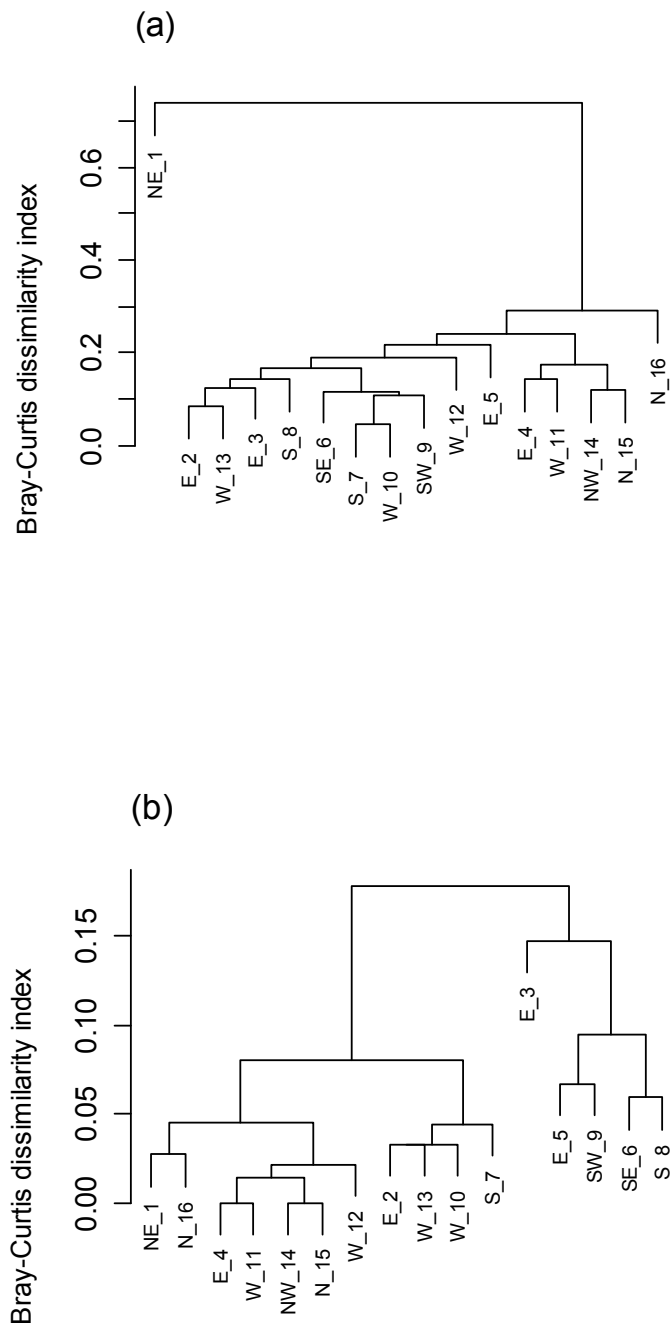 (a)
Bray-Curtis dissimilarity index
0.6
0.4
0.2
0.0
NE_1
E_2
W_13
E_3
S_8
SE_6
S_7
W_10
SW_9
W_12
E_5
E_4
W_11
NW_14
N_15
N_16
(b)
Bray-Curtis dissimilarity index
0.15
0.10
0.05
0.00
NE_1
N_16
E_4
W_11
NW_14
N_15
W_12
E_2
W_13
W_10
S_7
E_3
E_5
SW_9
SE_6
S_8